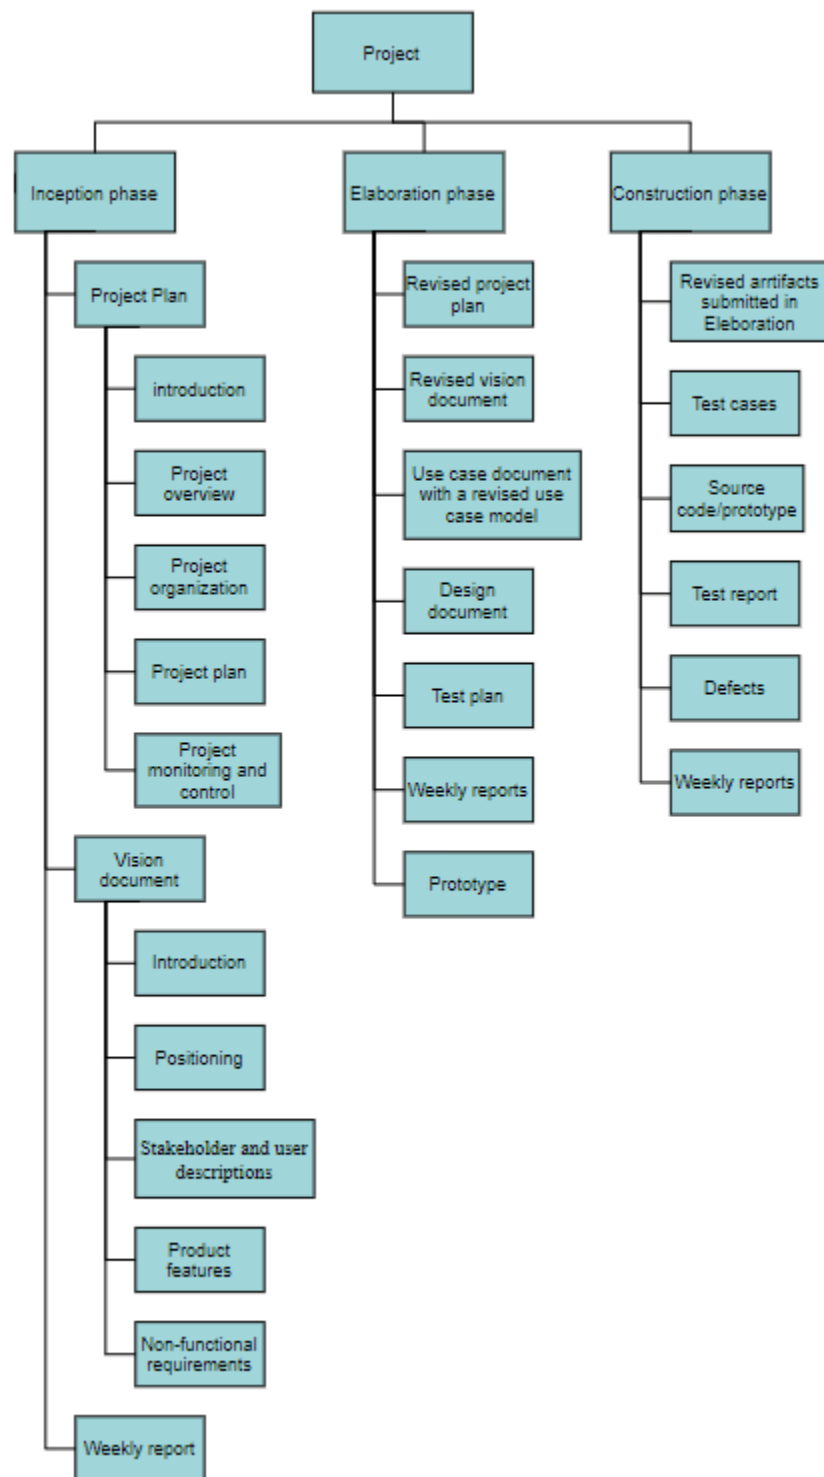 Project
Inception phase
Project Plan
introduction
Project
overview
Project
organization
Project plan
Project
monitoring and
control
Vision
document
Introduction
Positioning
Stakeholder and user
descriptions
Product
features
Non-functional
requirements
Weekly report
Elaboration phase
Revised project
plan
Revised vision
document
Use case document
with a revised use
case model
Design
document
Test plan
Weekly reports
Prototype
Construction phase
Revised arrtifacts
submitted in
Eleboration
Test cases
Source
code/prototype
Test report
Defects
Weekly reports